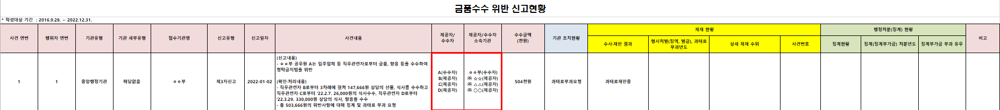 금품수수 위반 신고현황
* 작성대상 기간 : 2016.9.28. ~ 2022.12.31.
사건 연번
행위자 연번
기관유형
기관 세부유형
접수기관명
신고유형
신고일자
사건내용
제공자/
수수자
제공자/수수자
소속기관
수수금액
(천원)
기관 조치현황
제재 현황
수사·재판 결과
형사처벌(징역, 벌금), 과태료
부과년도
상세 제재 수위
사건번호
행정처분(징계) 현황
징계현황
징계(징계부가금) 처분년도
징계부가금 부과 유무
비고
1
1
중앙행정기관
해당없음
ㅇㅇ부
제3자신고
2022-01-02
(신고내용)
- ㅇㅇ부 공무원 A는 입주업체 등 직무관련자로부터 금품, 향응 등을 수수하여
청탁금지법을 위반
(확인·처리내용)
- 직무관련자 B로부터 3차례에 걸쳐 147,666원 상당의 선물, 식사를 수수하고
직무관련자 C로부터 '22.2.7. 26,000원의 식사수수, 직무관련자 D로부터
'22.3.29. 330,000원 상당의 식사, 향응을 수수
- 총 503,666원의 위반사항에 대해 징계 및 과태료 부과 요청
A(수수자)
B(제공자)
C(제공자)
D(제공자)
ㅇㅇ부(수수자)
㈜ ☆☆(제공자)
㈜ △△(제공자)
㈜ ○○(제공자)
504천원
과태료부과요청
과태료재판중